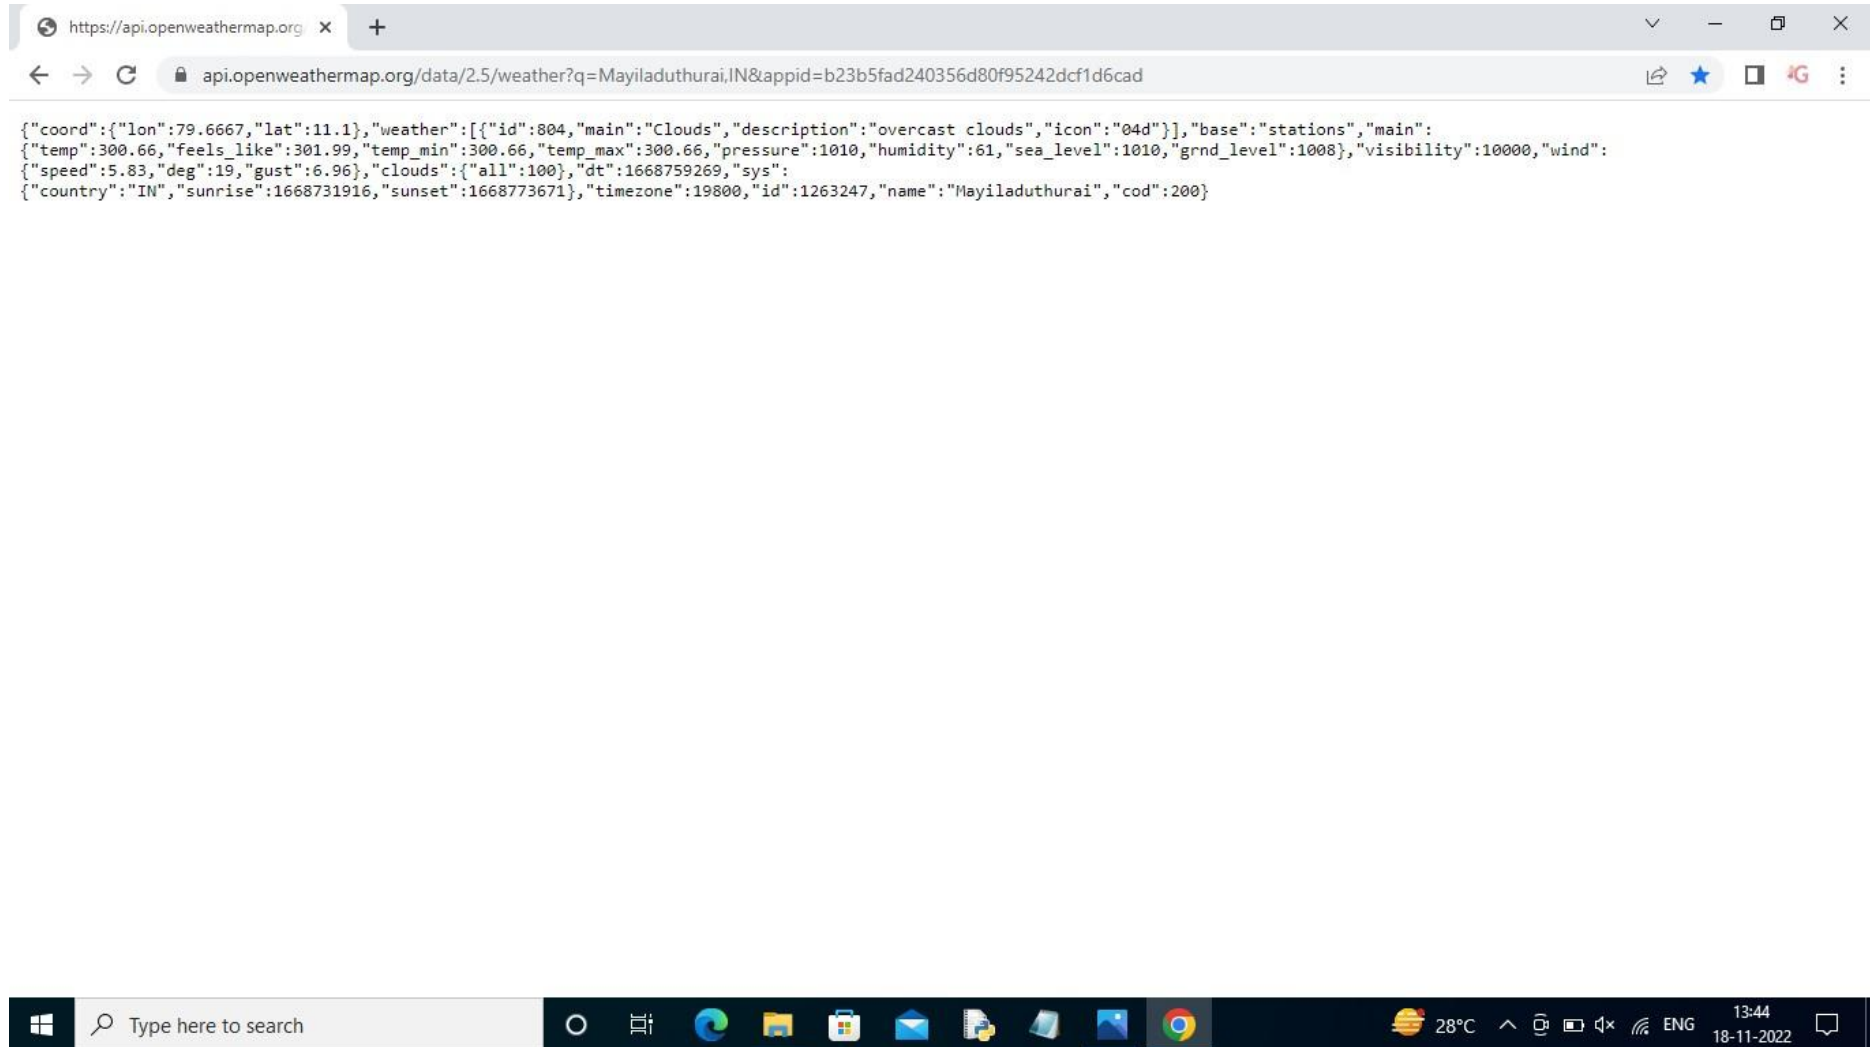 https://api.openweathermap.org
api.openweathermap.org/data/2.5/weather?q=Mayiladuthurai,IN&appid=b23b5fad240356d80f95242dcf1d6cad
{"coord":{"lon":79.6667,"lat":11.1},"weather":[{"id":804,"main":"Clouds","description":"overcast clouds","icon":"04d"}],"base":"stations","main":
{"temp":300.66,"feels_like":301.99,"temp_min":300.66,"temp_max":300.66,"pressure":1010,"humidity":61,"sea_level":1010,"grnd_level":1008},"visibility":10000,"wind":
{"speed":5.83,"deg":19,"gust":6.96},"clouds":{"all":100},"dt":1668759269,"sys":
{"country":"IN","sunrise":1668731916,"sunset":1668773671},"timezone":19800,"id":1263247,"name":"Mayiladuthurai","cod":200}
Type here to search
28°C
ENG
13:44
18-11-2022